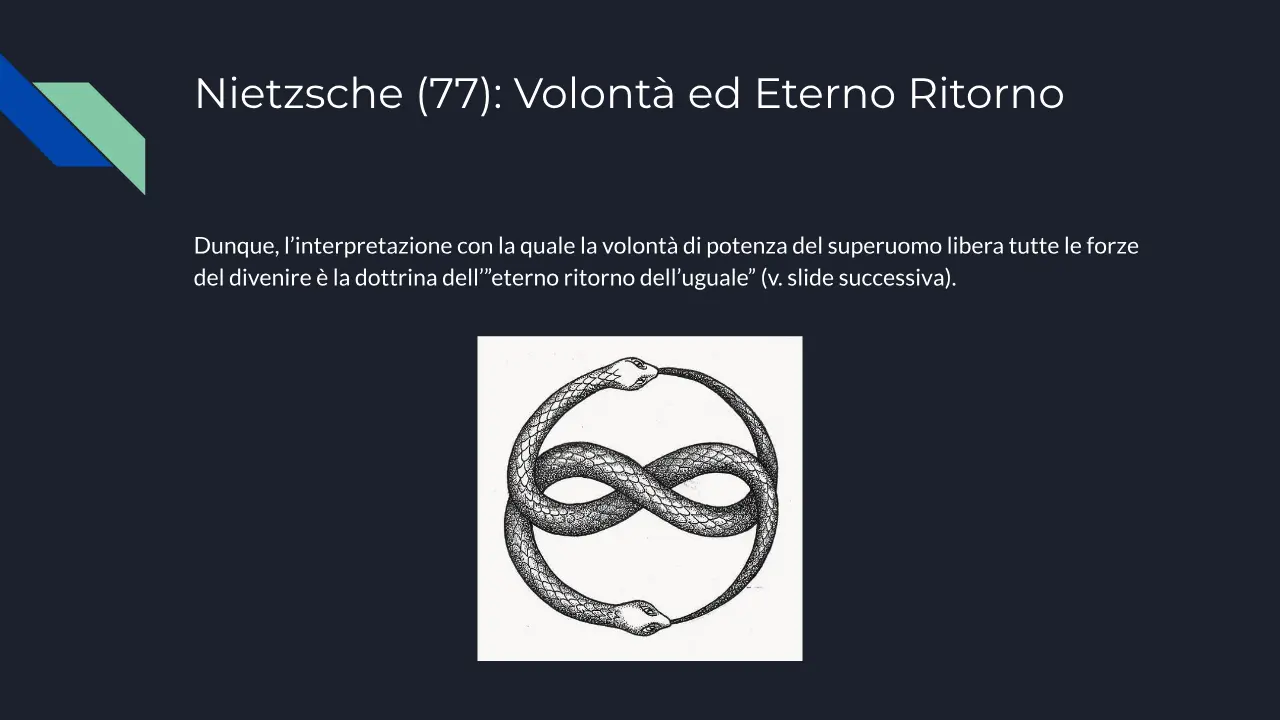 Nietzsche (77): Volontà ed Eterno Ritorno
Dunque, l’interpretazione con la quale la volontà di potenza del superuomo libera tutte le forze
del divenire è la dottrina dell’”eterno ritorno dell’uguale” (v. slide successiva).